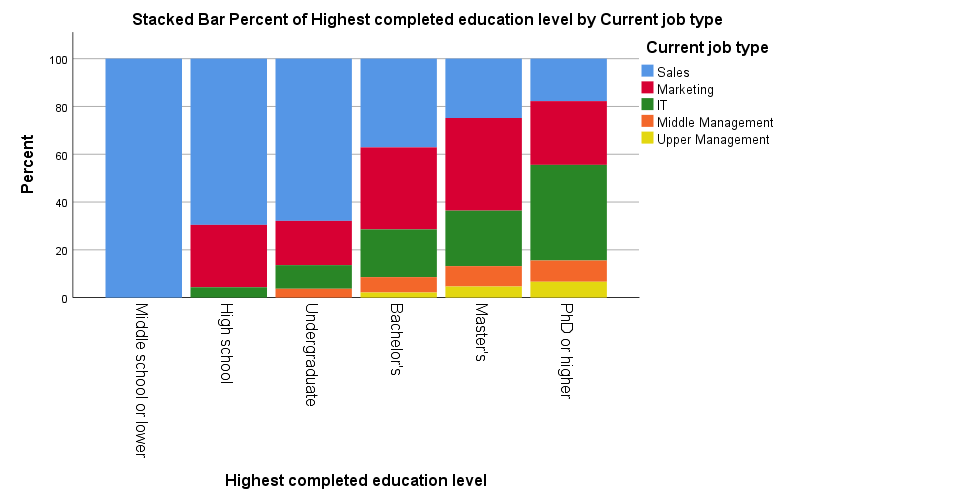 Stacked Bar Percent of Highest completed education level by Current job type
Current job type
Sales
Marketing
IT
Middle Management
Upper Management
Percent
100
80
60
40
20
0
Middle school or lower
High school
Undergraduate
Bachelor's
Master's
PhD or higher
Highest completed education level